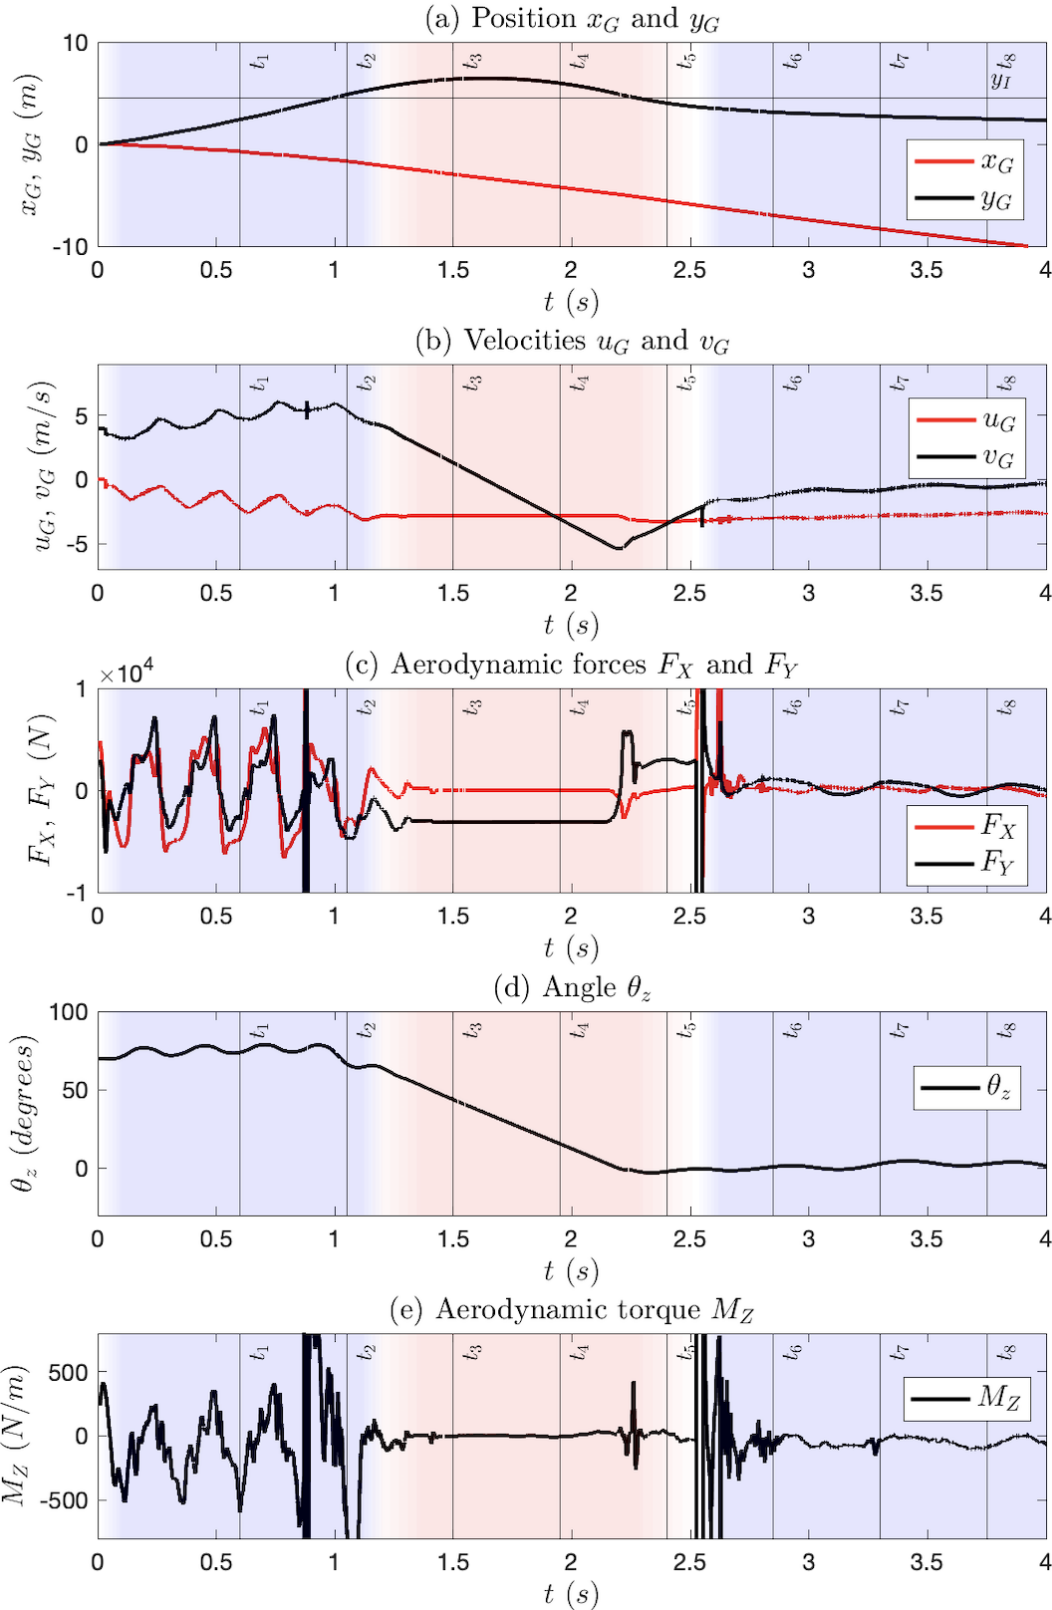 (a) Position x_G and y_G
10
0
-10
x_G, y_G (m)
t_1 t_2 t_3 t_4 t_5 t_6 t_7 t_8
y_I
x_G
y_G
0 0.5 1 1.5 2 2.5 3 3.5 4
t (s)
(b) Velocities u_G and v_G
5
0
-5
u_G, v_G (m/s)
t_1 t_2 t_3 t_4 t_5 t_6 t_7 t_8
u_G
v_G
0 0.5 1 1.5 2 2.5 3 3.5 4
t (s)
(c) Aerodynamic forces F_X and F_Y
×10^4
1
0
-1
F_X, F_Y (N)
t_1 t_2 t_3 t_4 t_5 t_6 t_7 t_8
F_X
F_Y
0 0.5 1 1.5 2 2.5 3 3.5 4
t (s)
(d) Angle θ_z
100
50
0
θ_z (degrees)
t_1 t_2 t_3 t_4 t_5 t_6 t_7 t_8
θ_z
0 0.5 1 1.5 2 2.5 3 3.5 4
t (s)
(e) Aerodynamic torque M_Z
500
0
-500
M_Z (N/m)
t_1 t_2 t_3 t_4 t_5 t_6 t_7 t_8
M_Z
0 0.5 1 1.5 2 2.5 3 3.5 4
t (s)